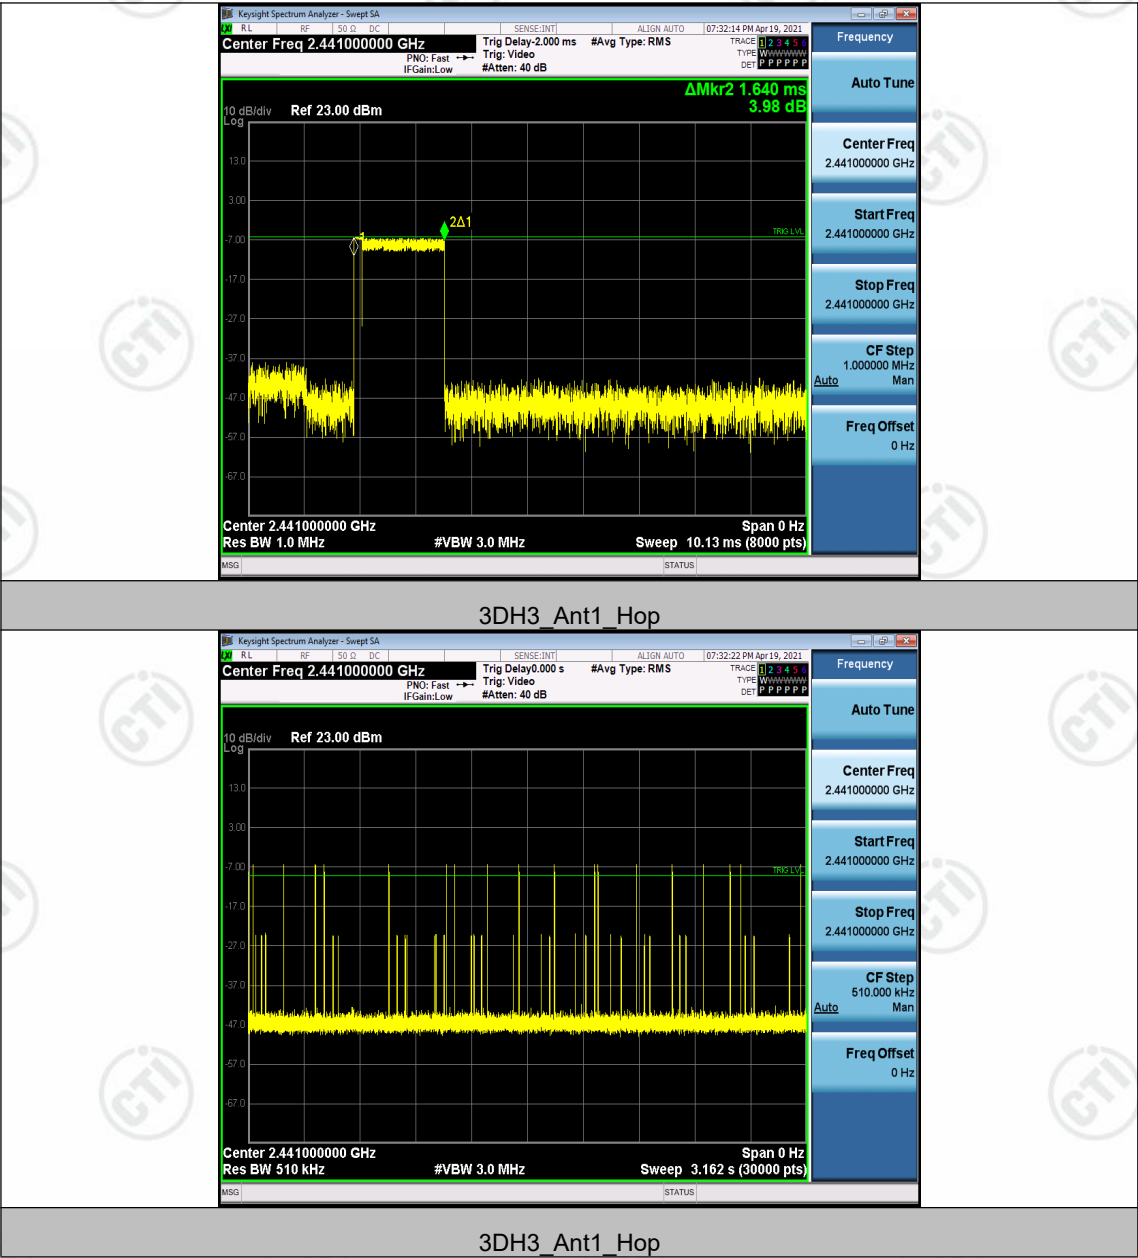 Keysight Spectrum Analyzer - Swept SA
LXI RL RF 50 Ω DC SENSE:INT ALIGN AUTO 07:32:14 PM Apr 19, 2021
Center Freq 2.441000000 GHz
PNO: Fast
IFGain:Low
Trig Delay-2.000 ms
Trig: Video
#Atten: 40 dB
#Avg Type: RMS
TRACE 1 2 3 4 5 6
TYPE WWWWWW
DET P P P P P P
Frequency
Auto Tune
Center Freq
2.441000000 GHz
Start Freq
2.441000000 GHz
Stop Freq
2.441000000 GHz
CF Step
1.000000 MHz
Auto Man
Freq Offset
0 Hz
ΔMkr2 1.640 ms
3.98 dB
10 dB/div Ref 23.00 dBm
Log
13.0
3.00
-7.00
-17.0
-27.0
-37.0
-47.0
-57.0
-67.0
1
2Δ1
TRIG LVL
Center 2.441000000 GHz Span 0 Hz
Res BW 1.0 MHz #VBW 3.0 MHz Sweep 10.13 ms (8000 pts)
MSG STATUS
3DH3_Ant1_Hop
Keysight Spectrum Analyzer - Swept SA
LXI RL RF 50 Ω DC SENSE:INT ALIGN AUTO 07:32:22 PM Apr 19, 2021
Center Freq 2.441000000 GHz
PNO: Fast
IFGain:Low
Trig Delay0.000 s
Trig: Video
#Atten: 40 dB
#Avg Type: RMS
TRACE 1 2 3 4 5 6
TYPE WWWWWW
DET P P P P P P
Frequency
Auto Tune
Center Freq
2.441000000 GHz
Start Freq
2.441000000 GHz
Stop Freq
2.441000000 GHz
CF Step
510.000 kHz
Auto Man
Freq Offset
0 Hz
10 dB/div Ref 23.00 dBm
Log
13.0
3.00
-7.00
-17.0
-27.0
-37.0
-47.0
-57.0
-67.0
TRIG LVL
Center 2.441000000 GHz Span 0 Hz
Res BW 510 kHz #VBW 3.0 MHz Sweep 3.162 s (30000 pts)
MSG STATUS
3DH3_Ant1_Hop
CTI
CTI
CTI
CTI
CTI
CTI
CTI
CTI
CTI